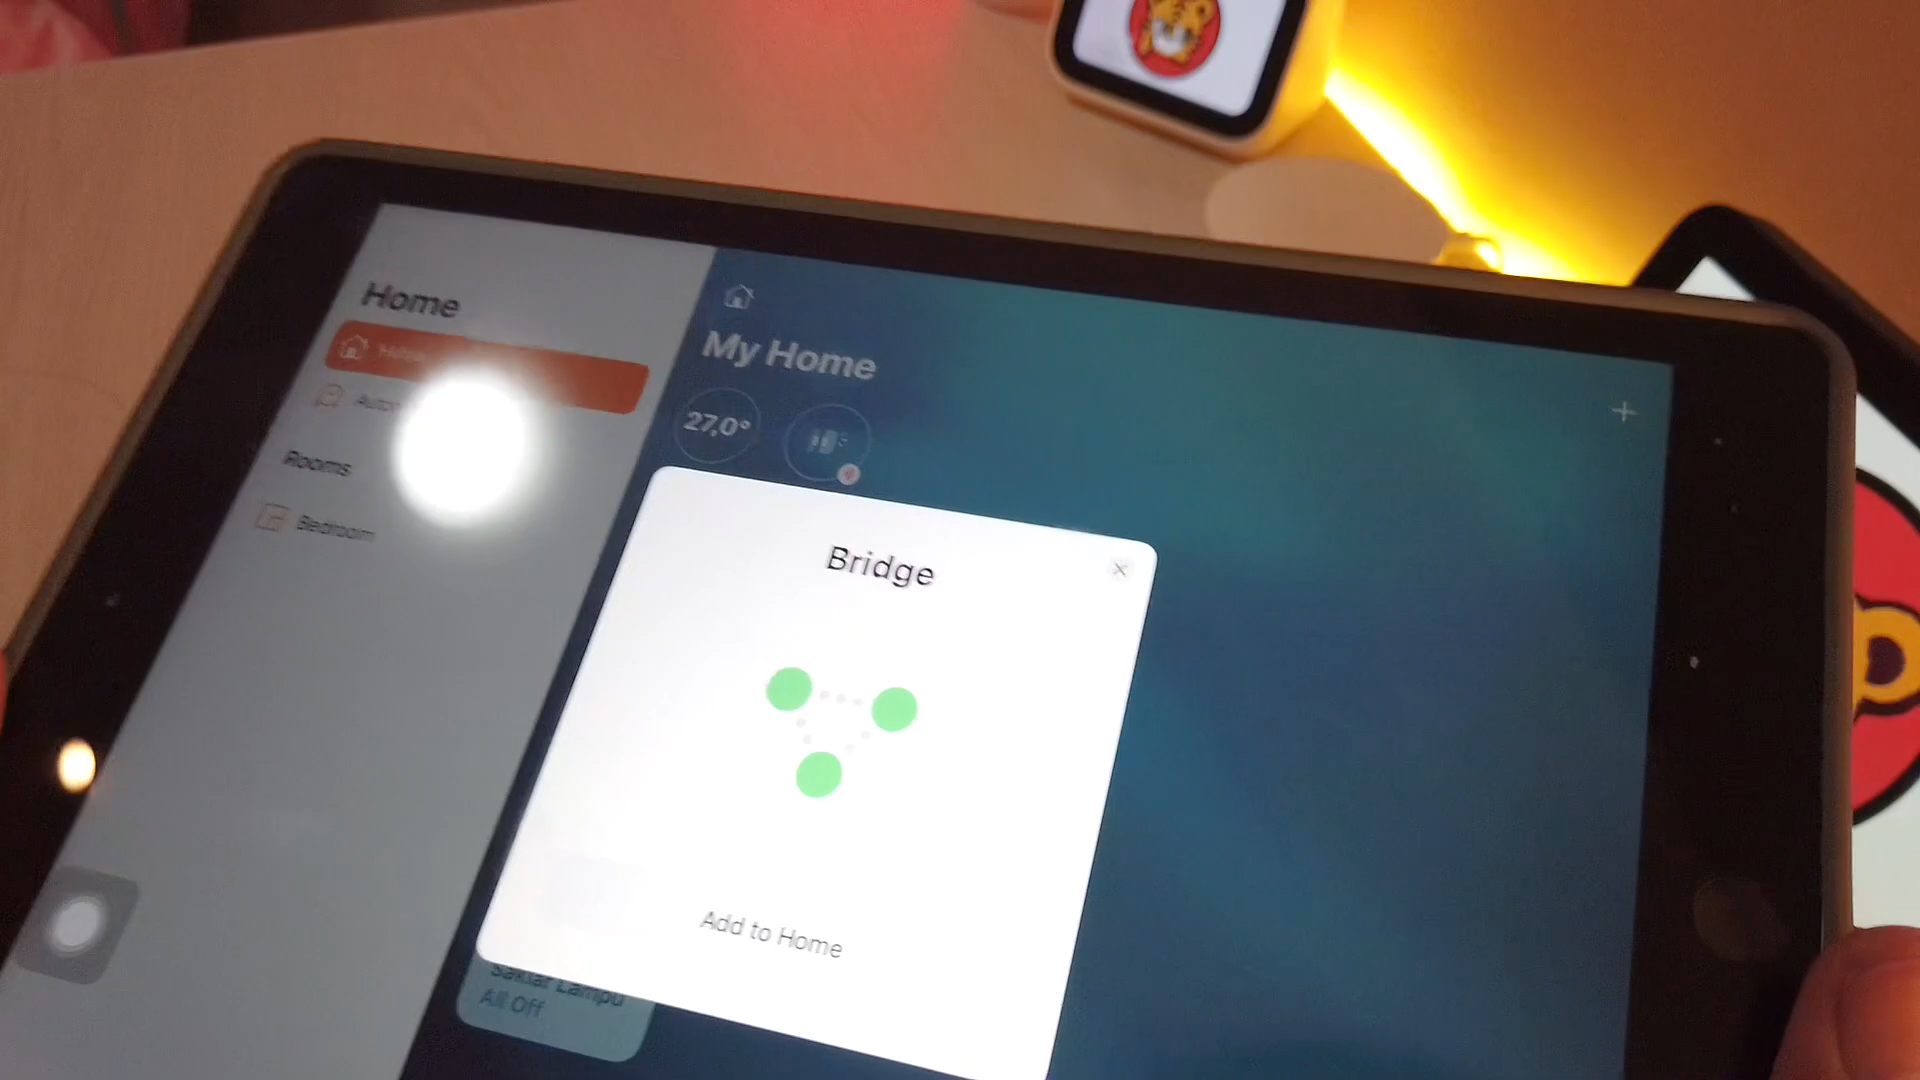 Home
Rooms
Bedroom
My Home
27,0°
Bridge
Add to Home
Saklar Lampu
All Off